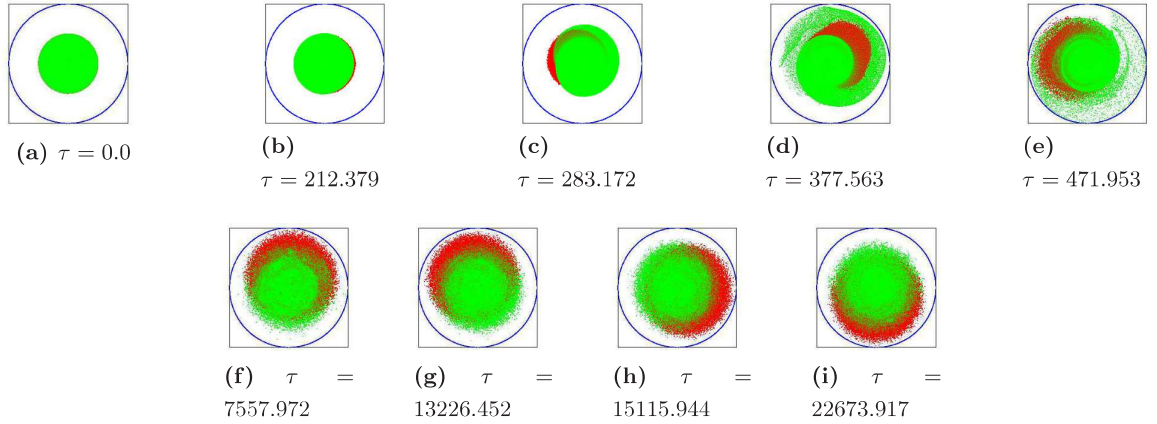 (a) τ = 0.0
(b)
τ = 212.379
(c)
τ = 283.172
(d)
τ = 377.563
(e)
τ = 471.953
(f) τ =
7557.972
(g) τ =
13226.452
(h) τ =
15115.944
(i) τ =
22673.917